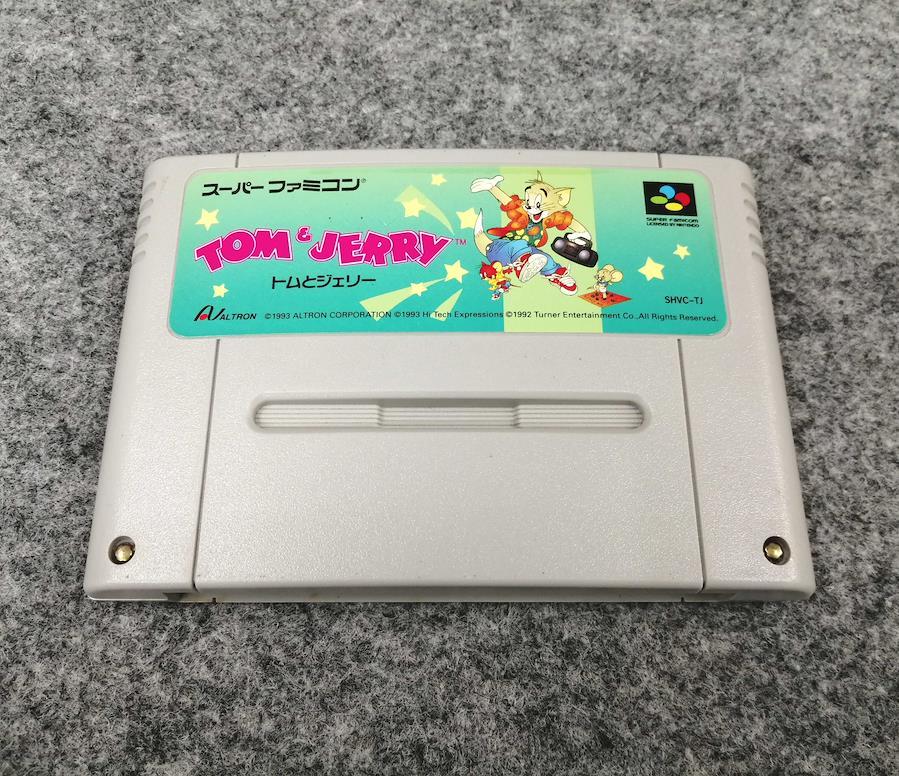 スーパーファミコン®
TOM & JERRY™
トムとジェリー
SUPER FAMICOM
LICENSED BY NINTENDO
SHVC-TJ
ALTRON ©1993 ALTRON CORPORATION ©1993 Hi Tech Expressions ©1992 Turner Entertainment Co.,All Rights Reserved.